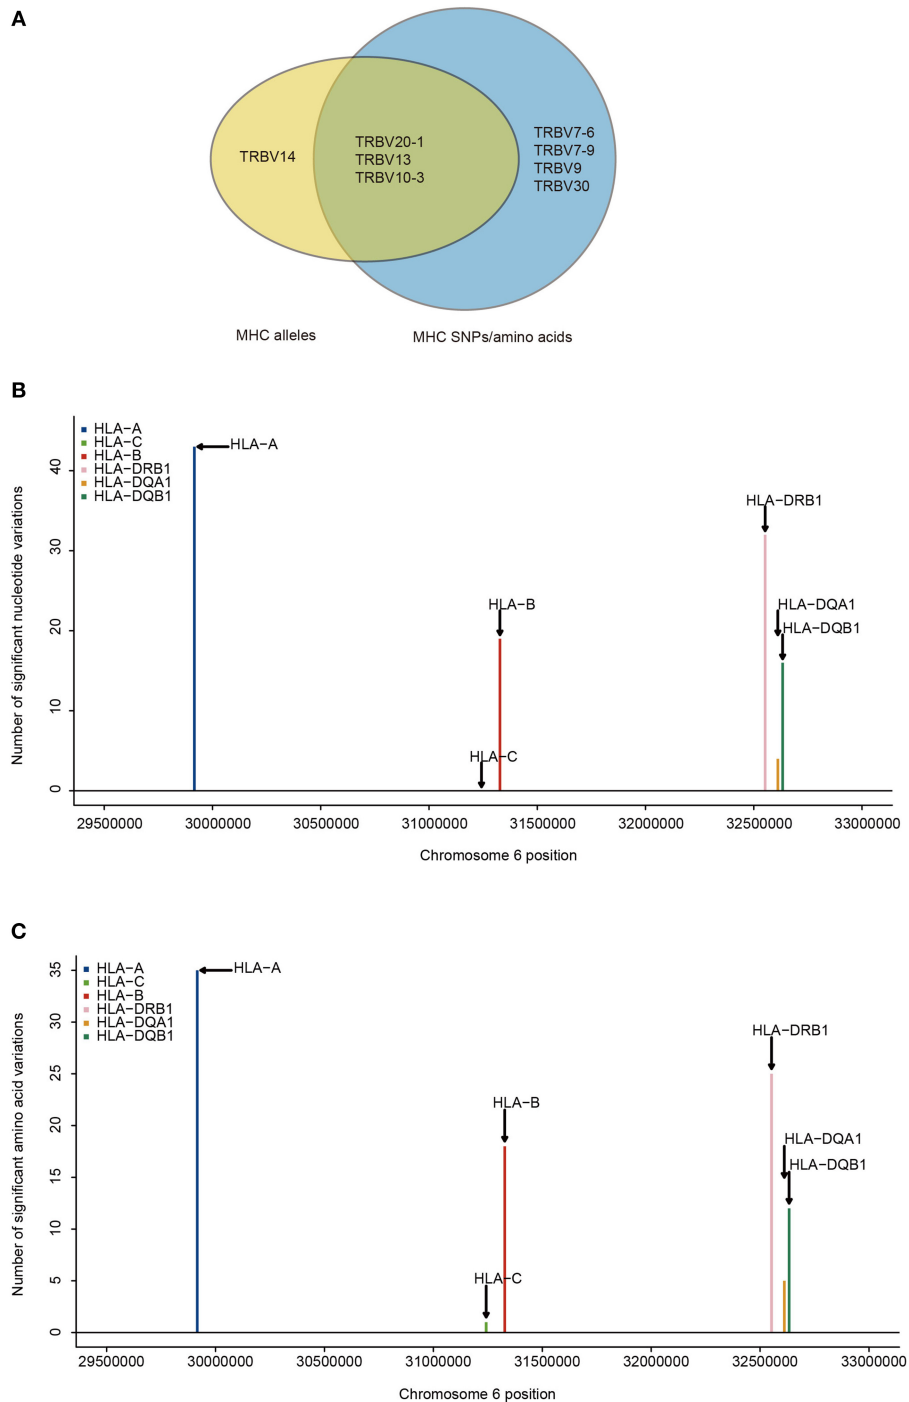 A
TRBV14
TRBV20-1
TRBV13
TRBV10-3
TRBV7-6
TRBV7-9
TRBV9
TRBV30
MHC alleles
MHC SNPs/amino acids
B
Number of significant nucleotide variations
40
30
20
10
0
HLA−A
HLA−C
HLA−B
HLA−DRB1
HLA−DQA1
HLA−DQB1
HLA−A
HLA−C
HLA−B
HLA−DRB1
HLA−DQA1
HLA−DQB1
29500000 30000000 30500000 31000000 31500000 32000000 32500000 33000000
Chromosome 6 position
C
Number of significant amino acid variations
35
30
25
20
15
10
5
0
HLA−A
HLA−C
HLA−B
HLA−DRB1
HLA−DQA1
HLA−DQB1
HLA−A
HLA−C
HLA−B
HLA−DRB1
HLA−DQA1
HLA−DQB1
29500000 30000000 30500000 31000000 31500000 32000000 32500000 33000000
Chromosome 6 position